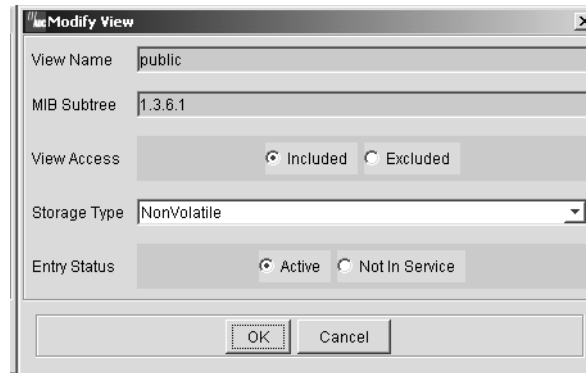 Modify View
View Name public
MIB Subtree 1.3.6.1
View Access Included Excluded
Storage Type NonVolatile
Entry Status Active Not In Service
OK Cancel